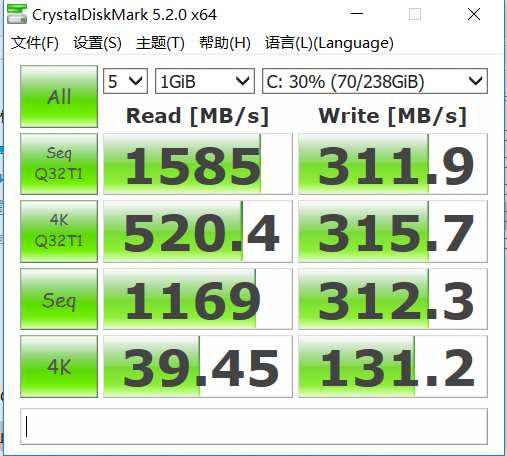 CrystalDiskMark 5.2.0 x64
文件(F) 设置(S) 主题(T) 帮助(H) 语言(L)(Language)
All 5 1GiB C: 30% (70/238GiB)
Read [MB/s] Write [MB/s]
Seq Q32T1 1585 311.9
4K Q32T1 520.4 315.7
Seq 1169 312.3
4K 39.45 131.2